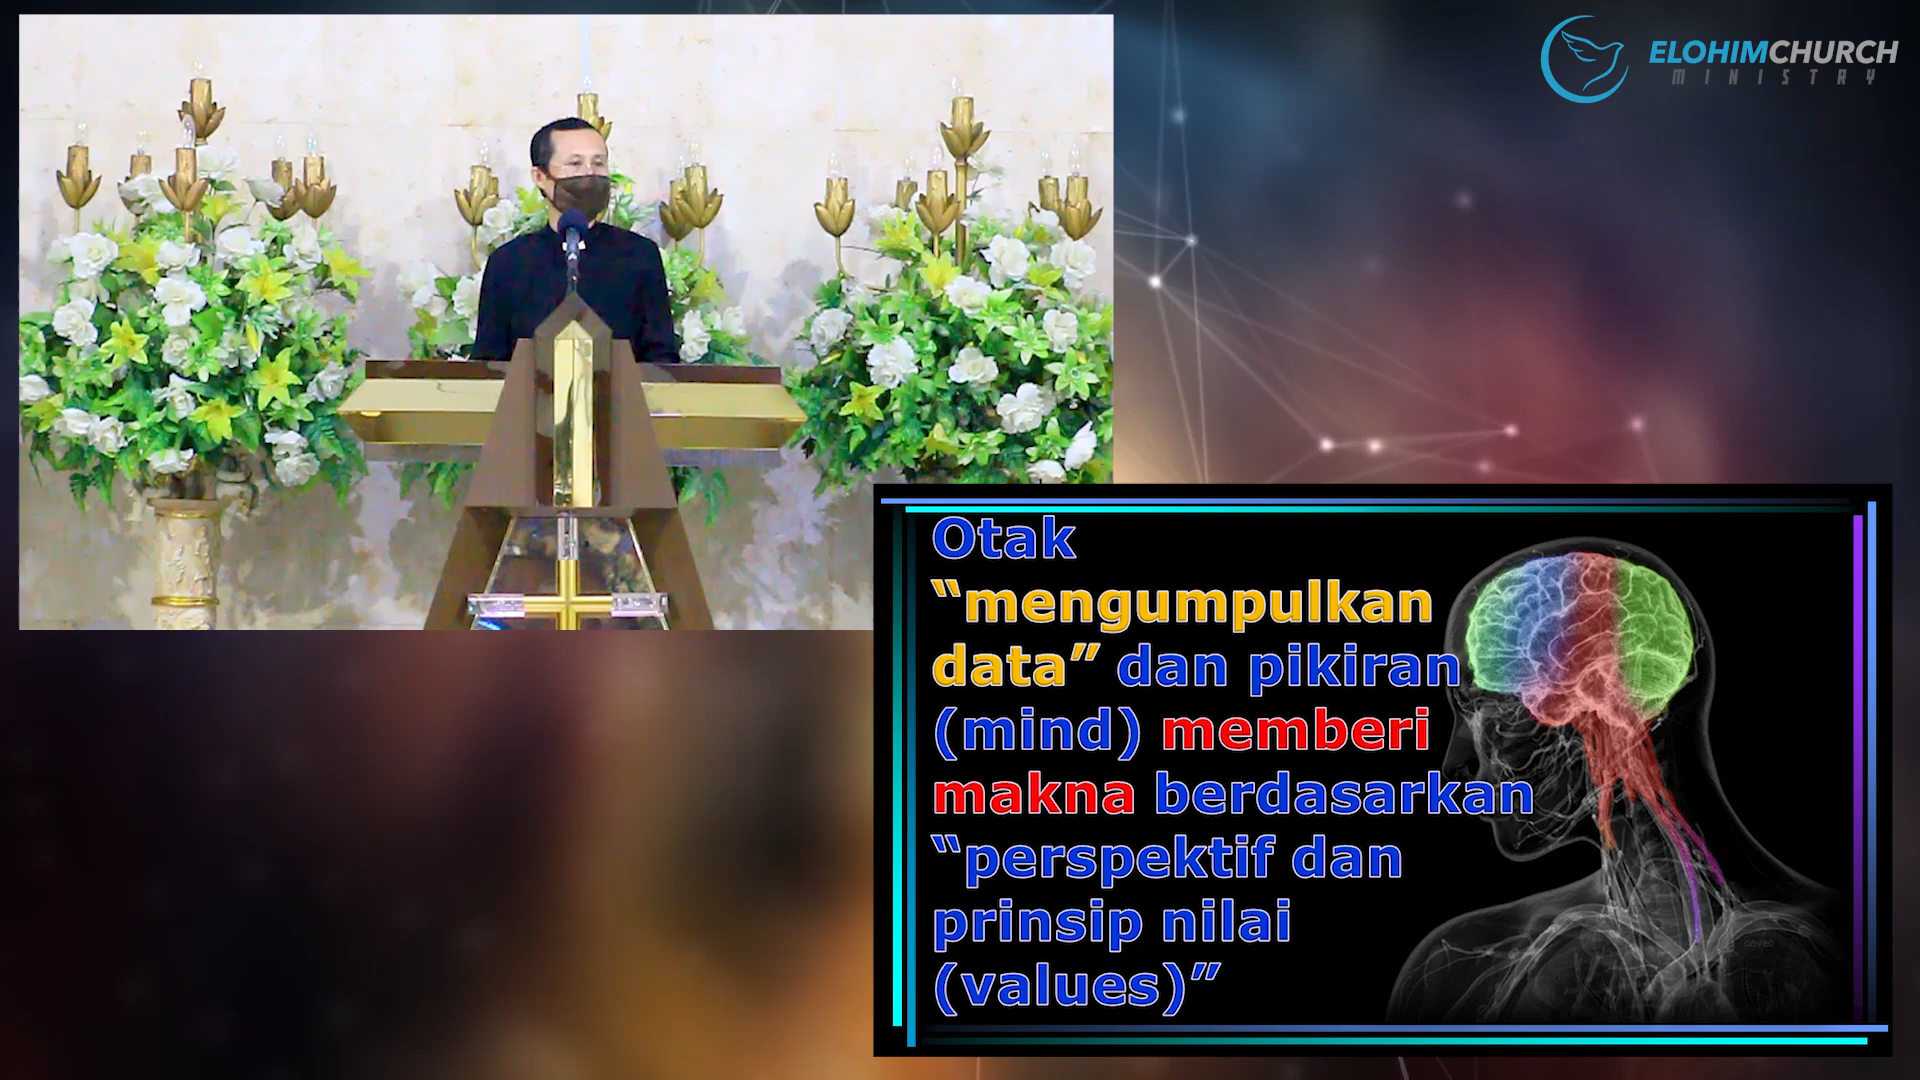 ELOHIMCHURCH
MINISTRY
Otak
“mengumpulkan
data” dan pikiran
(mind) memberi
makna berdasarkan
“perspektif dan
prinsip nilai
(values)”